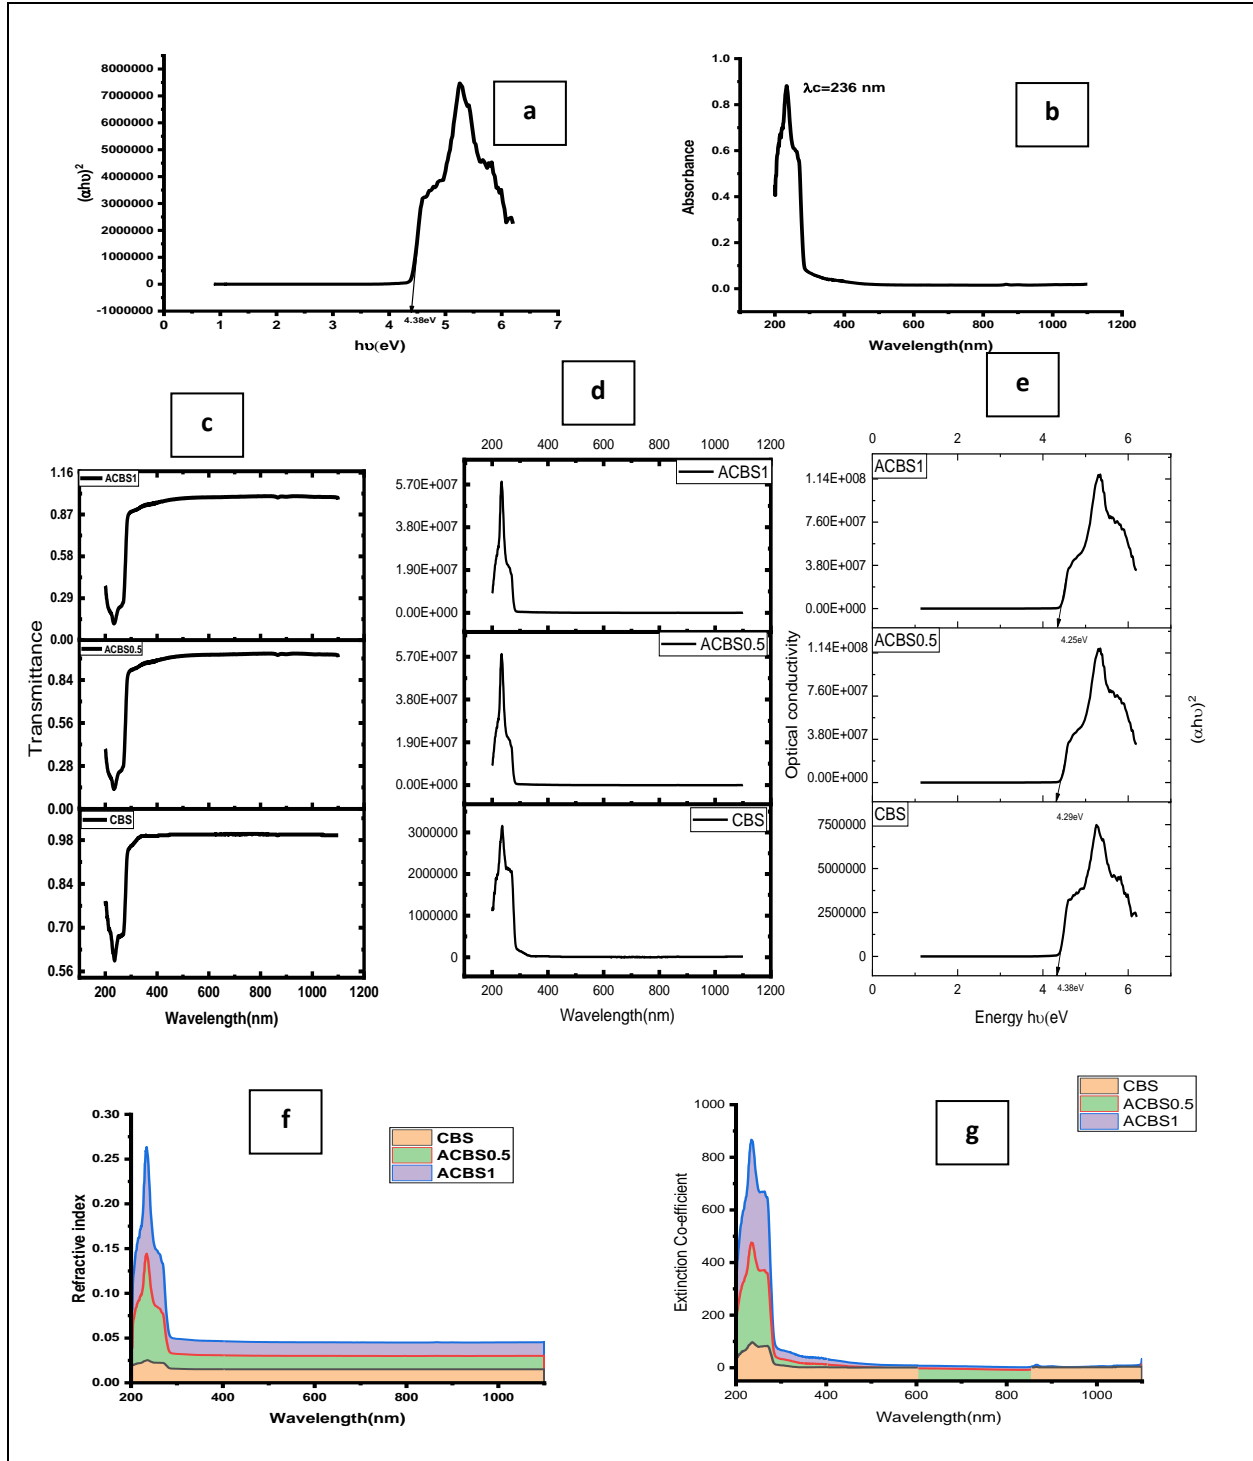 a
8000000
7000000
6000000
5000000
4000000
3000000
2000000
1000000
0
-1000000
(αhυ)²
0 1 2 3 4 5 6 7
4.38eV
hυ(eV)
b
λc=236 nm
1.0
0.8
0.6
0.4
0.2
0.0
Absorbance
200 400 600 800 1000 1200
Wavelength(nm)
c
ACBS1
1.16
0.87
0.58
0.29
0.00
ACBS0.5
0.84
0.56
0.28
0.00
CBS
0.98
0.84
0.70
0.56
Transmittance
200 400 600 800 1000 1200
Wavelength(nm)
d
200 400 600 800 1000 1200
ACBS1
5.70E+007
3.80E+007
1.90E+007
0.00E+000
ACBS0.5
5.70E+007
3.80E+007
1.90E+007
0.00E+000
CBS
3000000
2000000
1000000
0
Optical conductivity
200 400 600 800 1000 1200
Wavelength(nm)
e
0 2 4 6
ACBS1
1.14E+008
7.60E+007
3.80E+007
0.00E+000
4.25eV
ACBS0.5
1.14E+008
7.60E+007
3.80E+007
0.00E+000
4.29eV
CBS
7500000
5000000
2500000
0
4.38eV
(αhυ)²
0 2 4 6
Energy hυ(eV
f
CBS
ACBS0.5
ACBS1
0.30
0.25
0.20
0.15
0.10
0.05
0.00
Refractive index
200 400 600 800 1000
Wavelength(nm)
g
CBS
ACBS0.5
ACBS1
1000
800
600
400
200
0
Extinction Co-efficient
200 400 600 800 1000
Wavelength(nm)